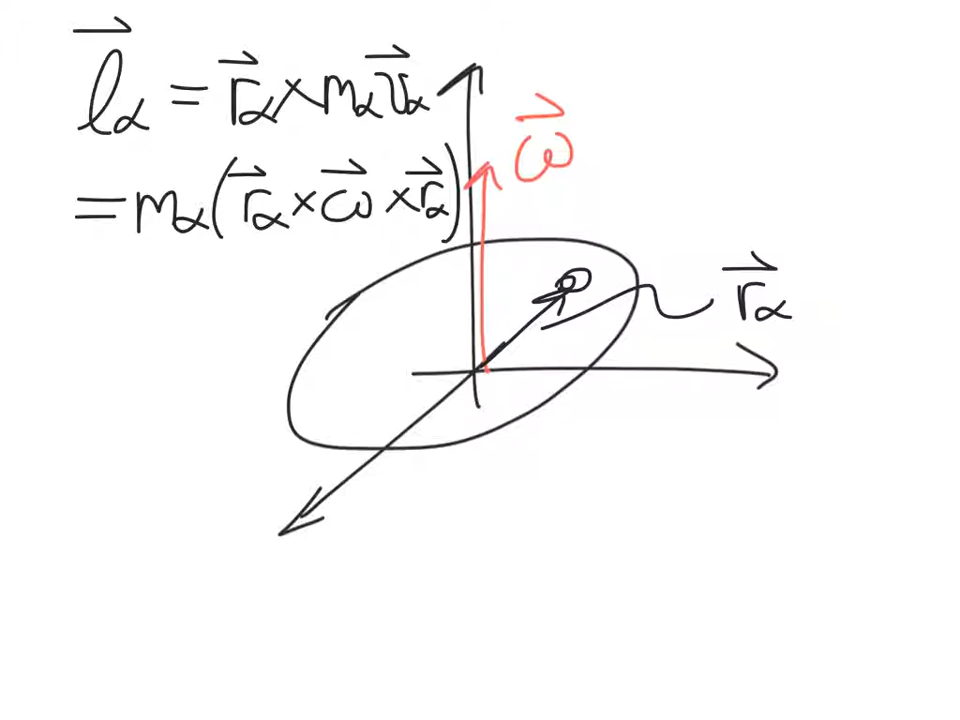 l⃗α = r⃗α × mα v⃗α
= mα(r⃗α × ω⃗ × r⃗α)
ω⃗
r⃗α